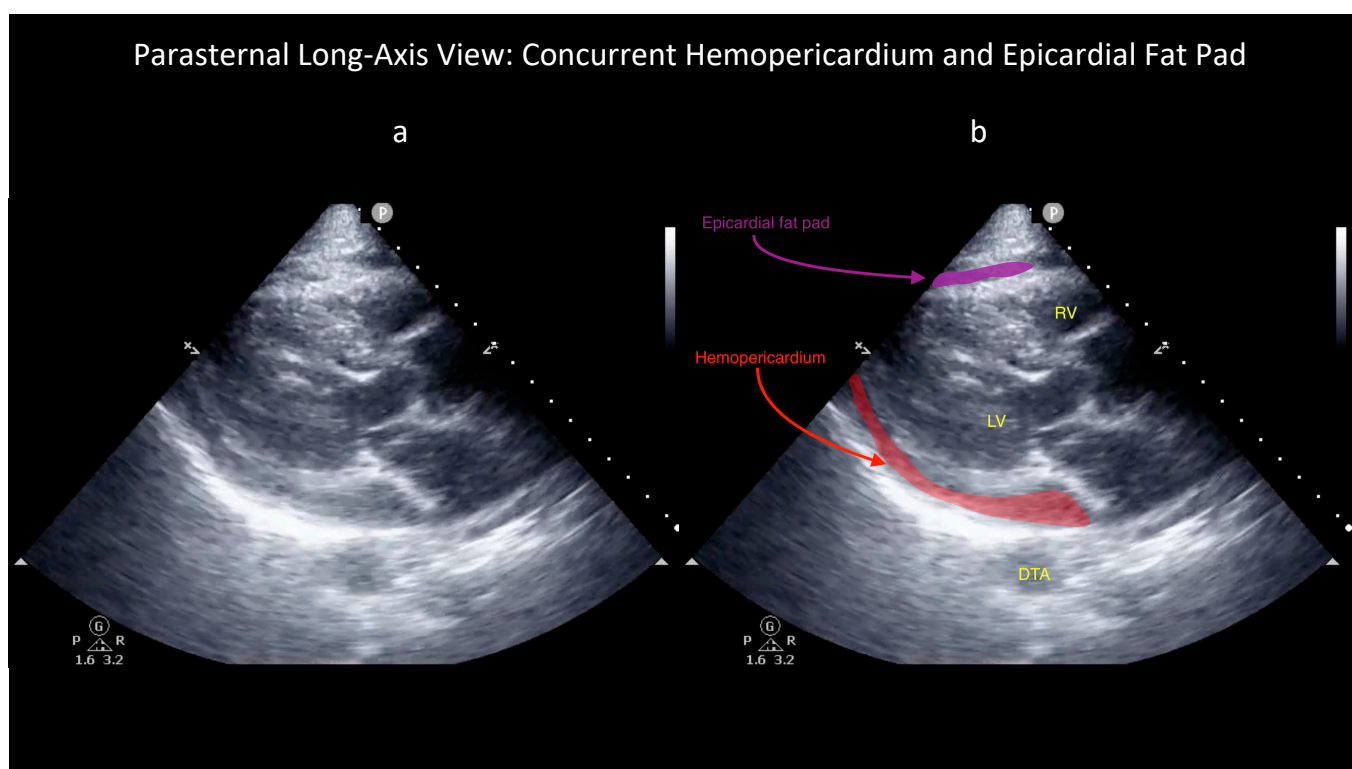 Parasternal Long-Axis View: Concurrent Hemopericardium and Epicardial Fat Pad
a
b
P
P
Epicardial fat pad
RV
Hemopericardium
LV
DTA
G
P R
1.6 3.2
G
P R
1.6 3.2